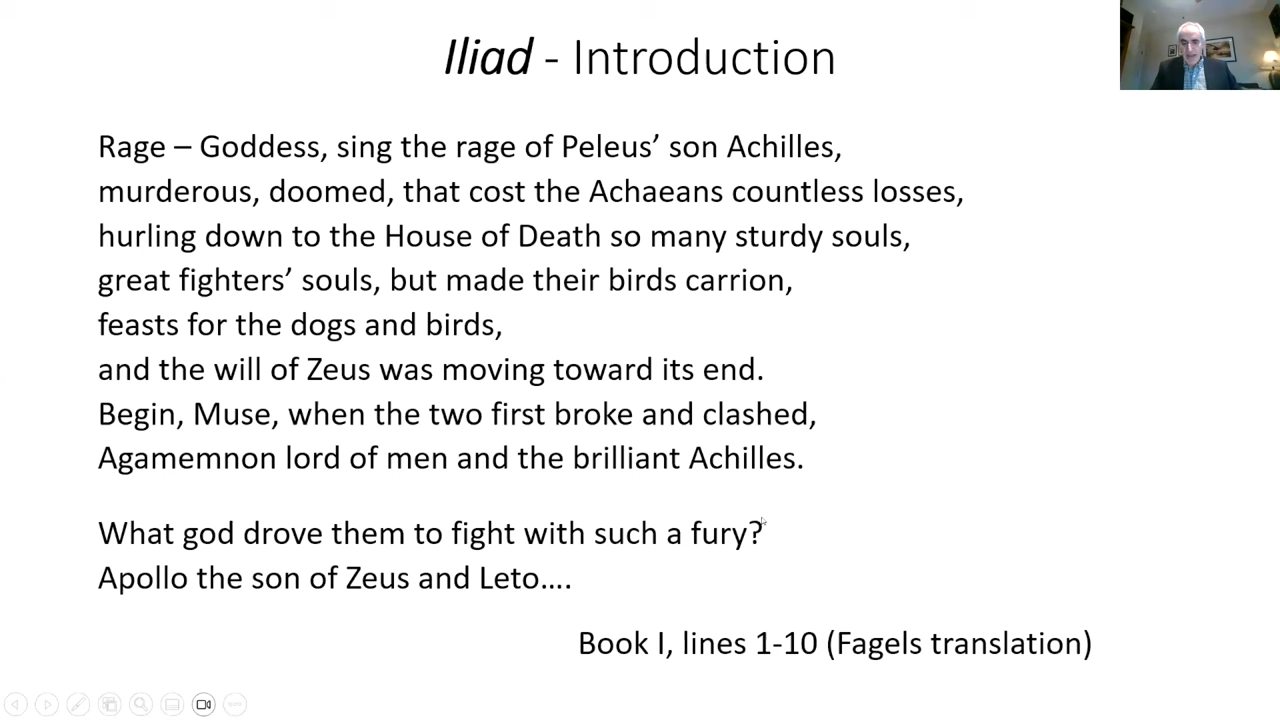 Iliad - Introduction
Rage – Goddess, sing the rage of Peleus’ son Achilles,
murderous, doomed, that cost the Achaeans countless losses,
hurling down to the House of Death so many sturdy souls,
great fighters’ souls, but made their birds carrion,
feasts for the dogs and birds,
and the will of Zeus was moving toward its end.
Begin, Muse, when the two first broke and clashed,
Agamemnon lord of men and the brilliant Achilles.
What god drove them to fight with such a fury?
Apollo the son of Zeus and Leto….
Book I, lines 1-10 (Fagels translation)